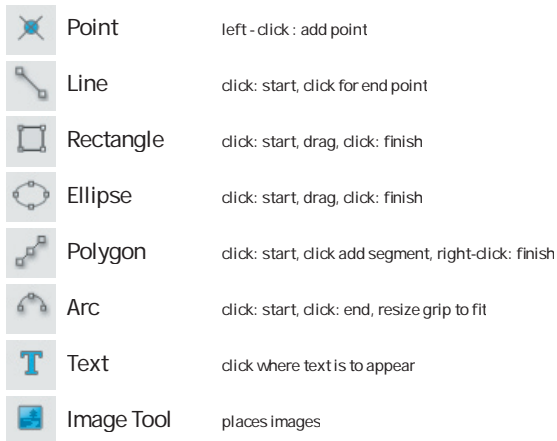 Point left-click : add point
Line click: start, click for end point
Rectangle click: start, drag, click: finish
Ellipse click: start, drag, click: finish
Polygon click: start, click add segment, right-click: finish
Arc click: start, click: end, resize grip to fit
T Text click where text is to appear
Image Tool places images